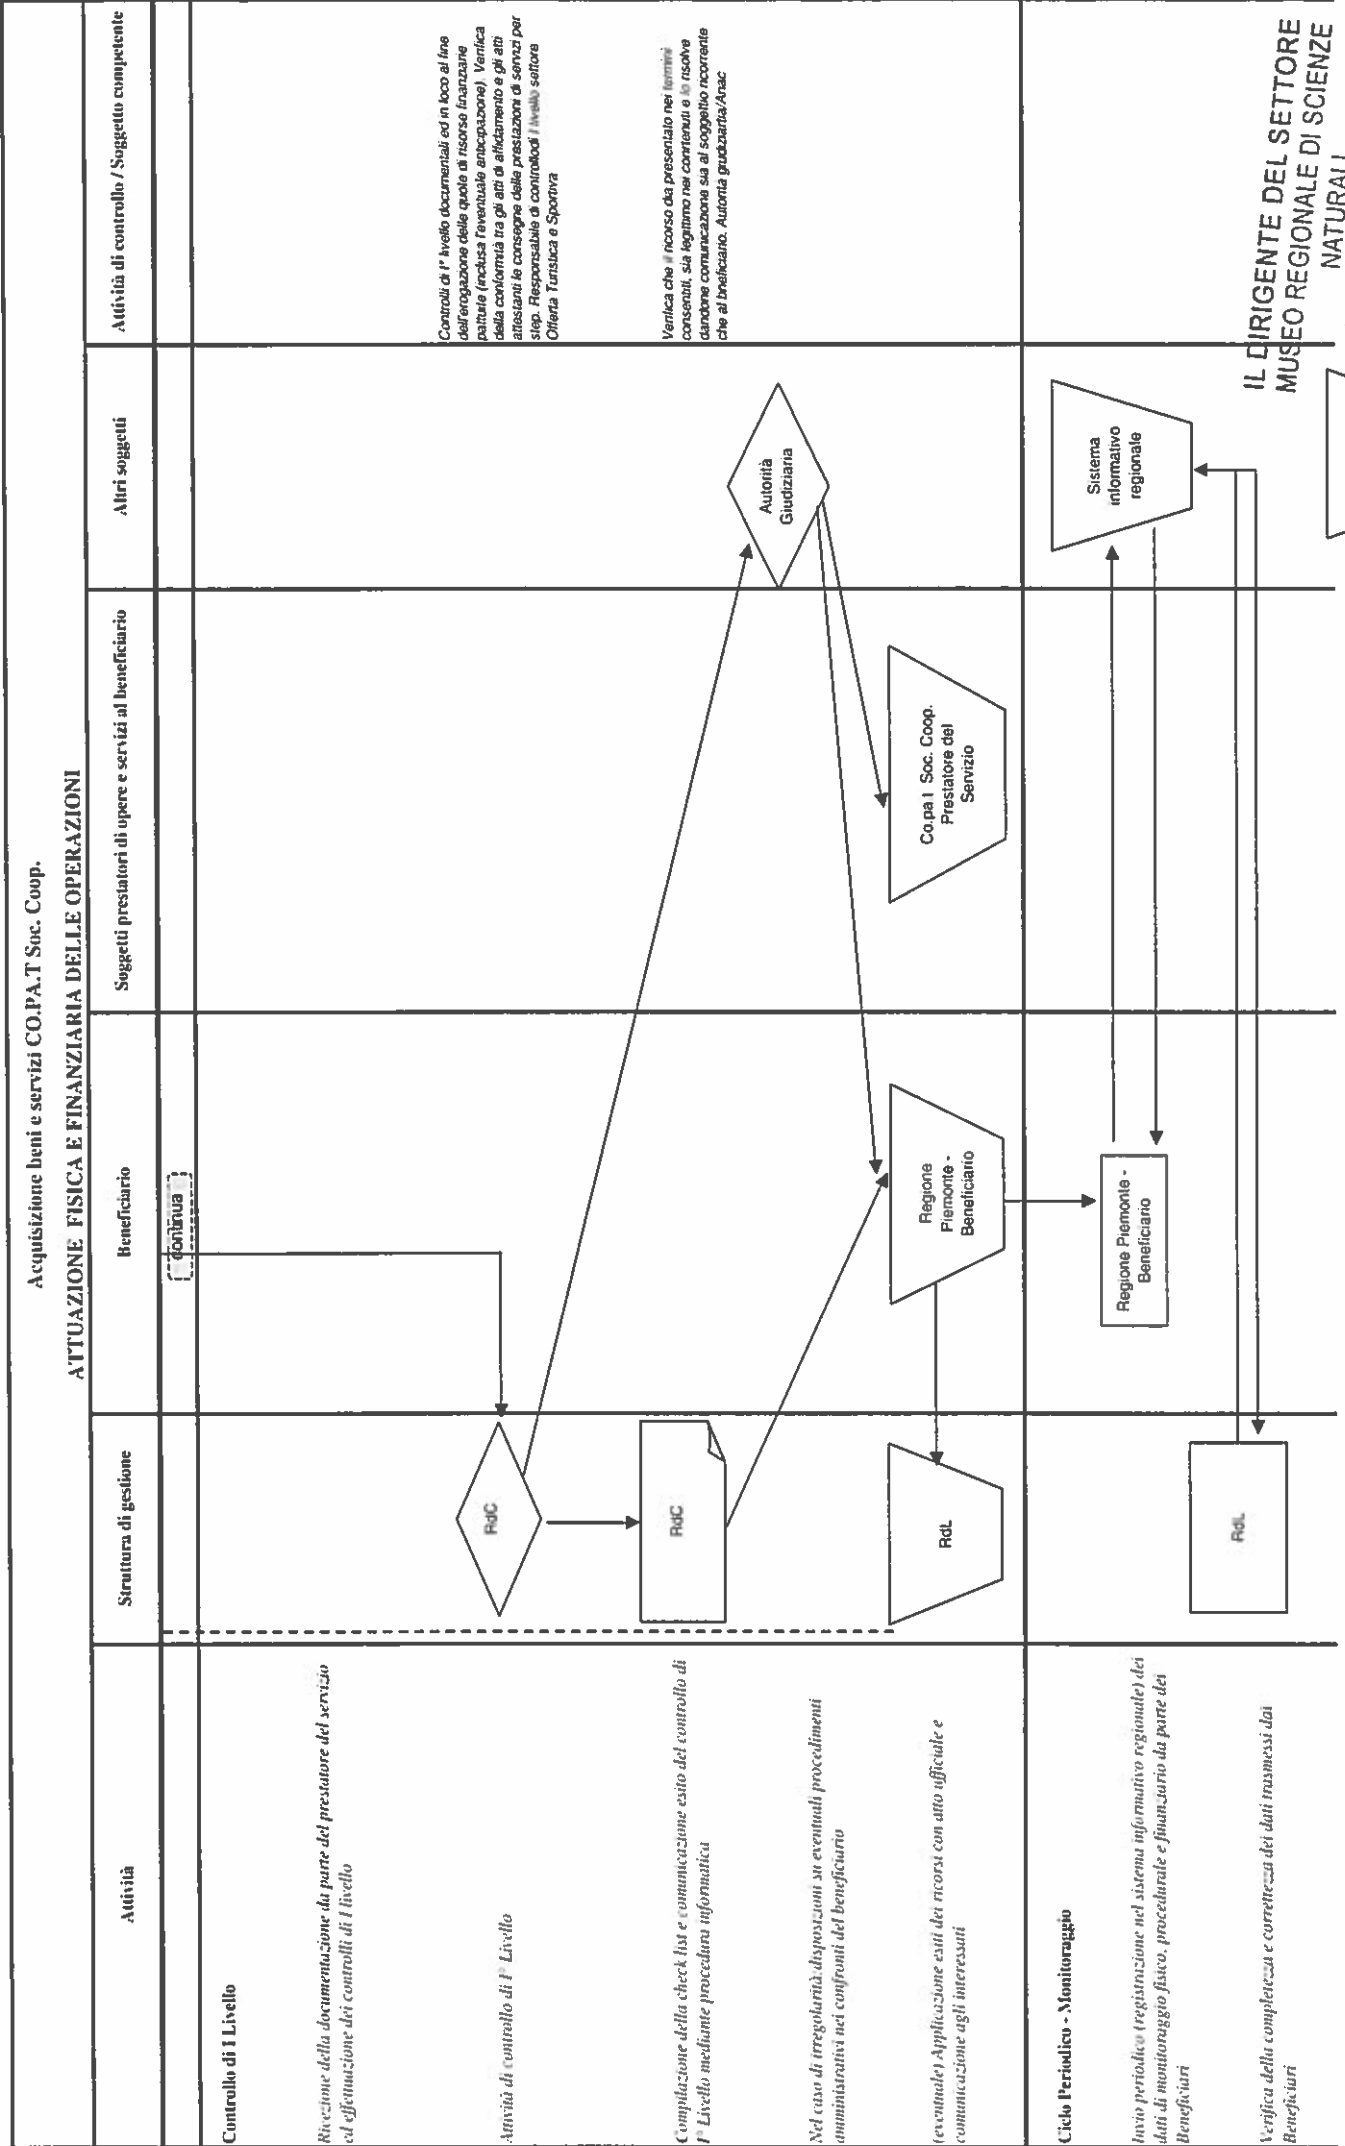 Acquisizione beni e servizi CO.PA.T Soc. Coop.
ATTUAZIONE FISICA E FINANZIARIA DELLE OPERAZIONI
Attività
Struttura di gestione
Beneficiario
Soggetti prestatori di opere e servizi al beneficiario
Altri soggetti
Attività di controllo / Soggetto competente
continua
Controllo di I Livello
Ricezione della documentazione da parte del prestatore del servizio
ed effettuazione dei controlli di I livello
Controlli di I° livello documentali ed in loco al fine
dell'erogazione delle quote di risorse finanziarie
pattuite (inclusa l'eventuale anticipazione). Verifica
della conformità tra gli atti di affidamento e gli atti
attestanti le consegne delle prestazioni di servizi per
step. Responsabile di controllodi I livello settore
Offerta Turistica e Sportiva
Attività di controllo di I° Livello
RdC
Compilazione della check list e comunicazione esito del controllo di
I° Livello mediante procedura informatica
RdC
Verifica che il ricorso dia presentato nei termini
consentiti, sia legittimo nei contenuti e lo risolve
dandone comunicazione sia al soggetto ricorrente
che al bneficiario. Autorità giudiziartia/Anac
Nel caso di irregolarità:disposizioni su eventuali procedimenti
amministrativi nei confronti del beneficiario
Autorità
Giudiziaria
(eventuale) Applicazione esiti dei ricorsi con atto ufficiale e
comunicazione agli interessati
RdL
Regione
Piemonte -
Beneficiario
Co.pa.t Soc. Coop.
Prestatore del
Servizio
Ciclo Periodico - Monitoraggio
Invio periodico (registrazione nel sistema informativo regionale) dei
dati di monitoraggio fisico, procedurale e finanziario da parte dei
Beneficiari
Regione Piemonte -
Beneficiario
Sistema
informativo
regionale
Verifica della completezza e correttezza dei dati trasmessi dai
Beneficiari
RdL
IL DIRIGENTE DEL SETTORE
MUSEO REGIONALE DI SCIENZE
NATURALI